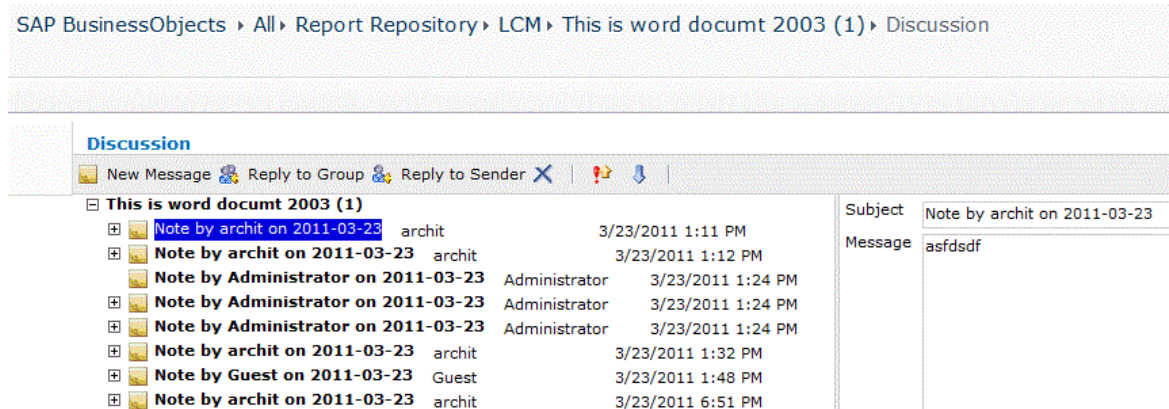 SAP BusinessObjects ▸ All ▸ Report Repository ▸ LCM ▸ This is word documt 2003 (1) ▸ Discussion
Discussion
New Message Reply to Group Reply to Sender
This is word documt 2003 (1)
Note by archit on 2011-03-23 archit 3/23/2011 1:11 PM
Note by archit on 2011-03-23 archit 3/23/2011 1:12 PM
Note by Administrator on 2011-03-23 Administrator 3/23/2011 1:24 PM
Note by Administrator on 2011-03-23 Administrator 3/23/2011 1:24 PM
Note by Administrator on 2011-03-23 Administrator 3/23/2011 1:24 PM
Note by archit on 2011-03-23 archit 3/23/2011 1:32 PM
Note by Guest on 2011-03-23 Guest 3/23/2011 1:48 PM
Note by archit on 2011-03-23 archit 3/23/2011 6:51 PM
Subject Note by archit on 2011-03-23
Message asfdsdf